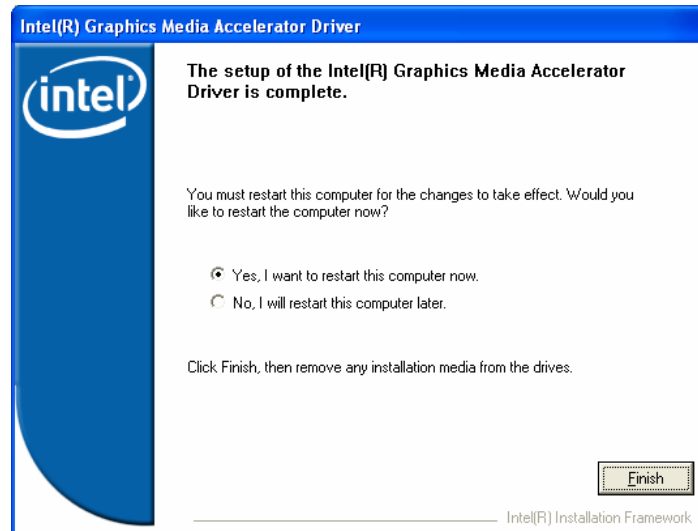 Intel(R) Graphics Media Accelerator Driver
intel®
The setup of the Intel(R) Graphics Media Accelerator
Driver is complete.
You must restart this computer for the changes to take effect. Would you
like to restart the computer now?
Yes, I want to restart this computer now.
No, I will restart this computer later.
Click Finish, then remove any installation media from the drives.
Finish
Intel(R) Installation Framework